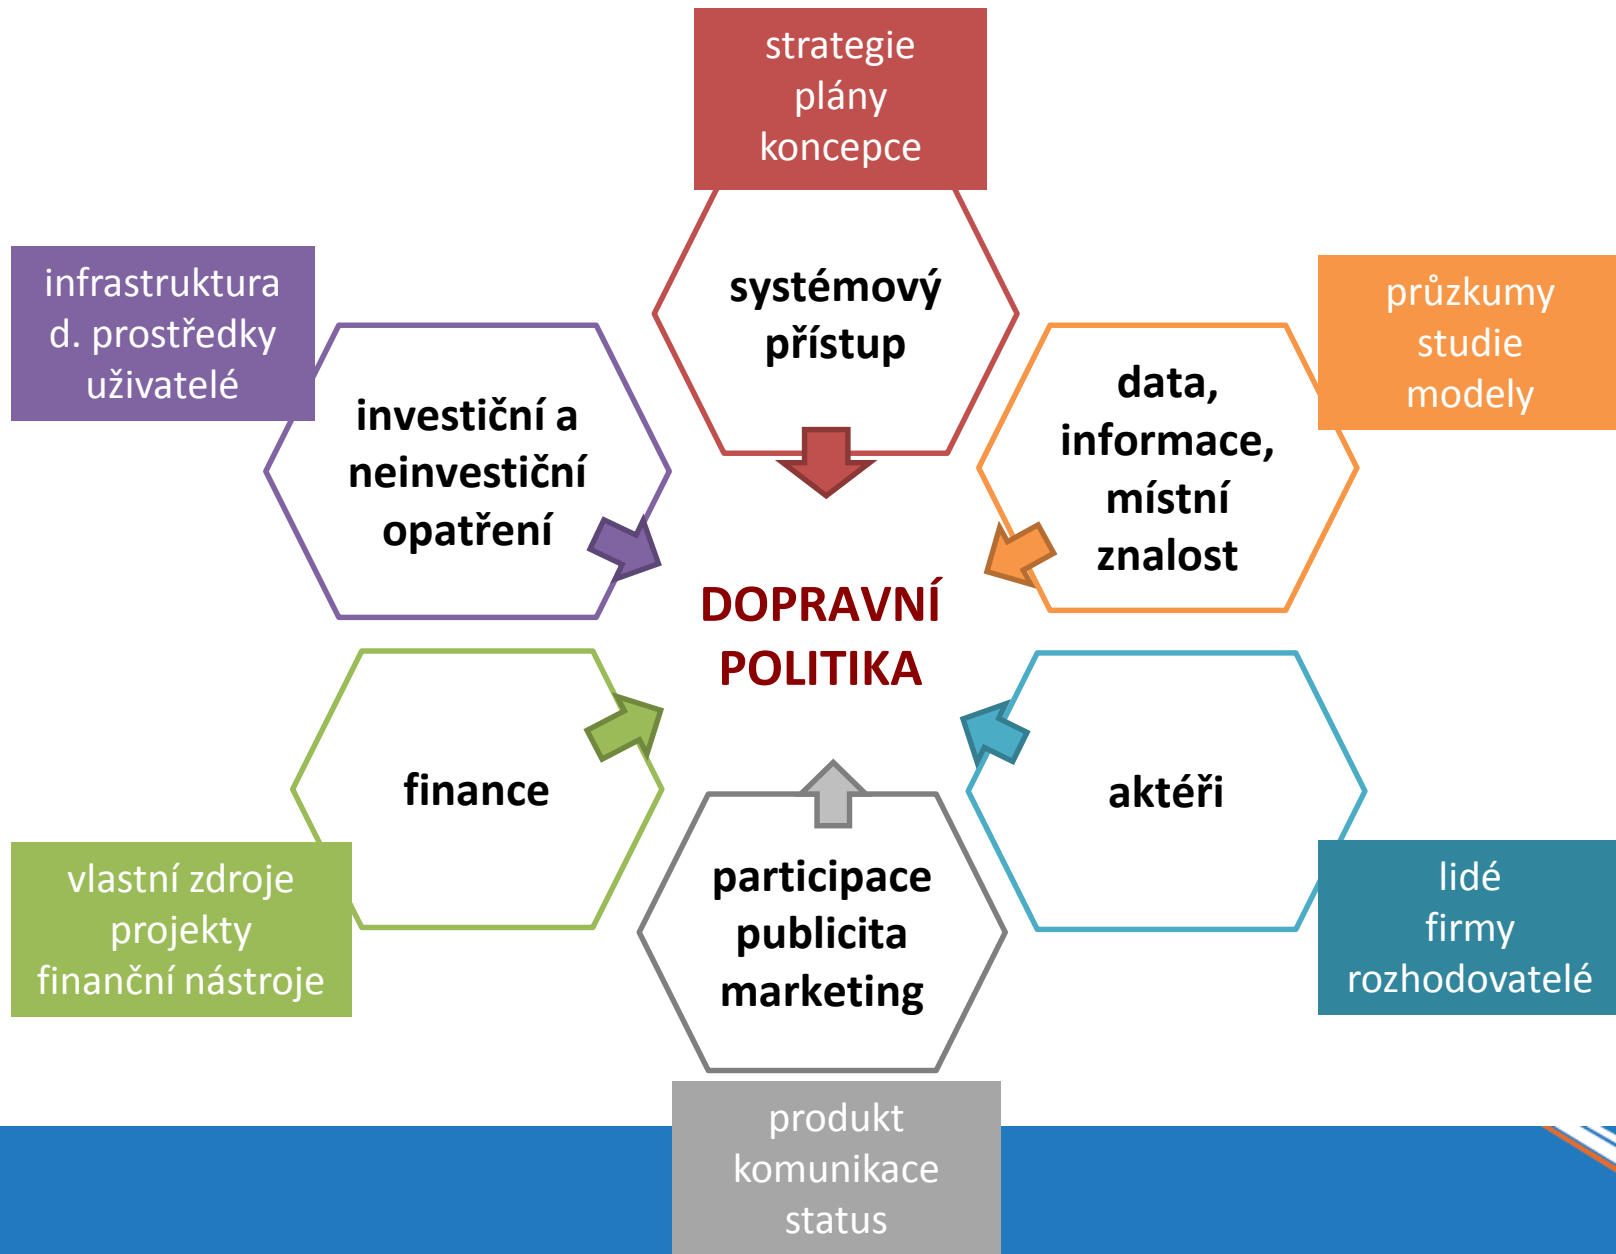 strategie
plány
koncepce
systémový
přístup
infrastruktura
d. prostředky
uživatelé
investiční a
neinvestiční
opatření
průzkumy
studie
modely
data,
informace,
místní
znalost
DOPRAVNÍ
POLITIKA
finance
vlastní zdroje
projekty
finanční nástroje
aktéři
lidé
firmy
rozhodovatelé
participace
publicita
marketing
produkt
komunikace
status